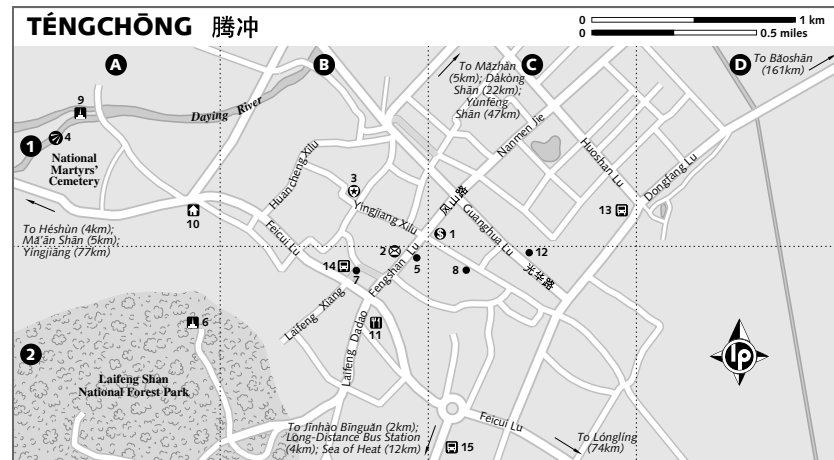 TÉNGCHŌNG 腾冲
0 1 km
0 0.5 miles
A
B
C
D
1
2
To Bǎoshān
(161km)
To Mǎzhàn
(5km); Dàkōng
Shān (22km); Yúnfēng
Shān (47km)
9
Daying River
4
National
Martyrs'
Cemetery
10
To Héshùn (4km);
Mǎ'ān Shān (5km);
Yingjiāng (77km)
Huancheng Xilu
3
Yingjiang Xilu
Feicui Lu
凤山路
Nanmen Jie
Huoshan Lu
Dongfang Lu
13
Guanghua Lu
1
12
光华路
2
Fengshan Lu
5
8
14
7
Laifeng Xiang
Laifeng Dadao
11
6
Laifeng Shan
National Forest Park
lp
Feicui Lu
To Jīnhào Bīnguǎn (2km);
Long-Distance Bus Station
(4km); Sea of Heat (12km)
15
To Lónglíng
(74km)